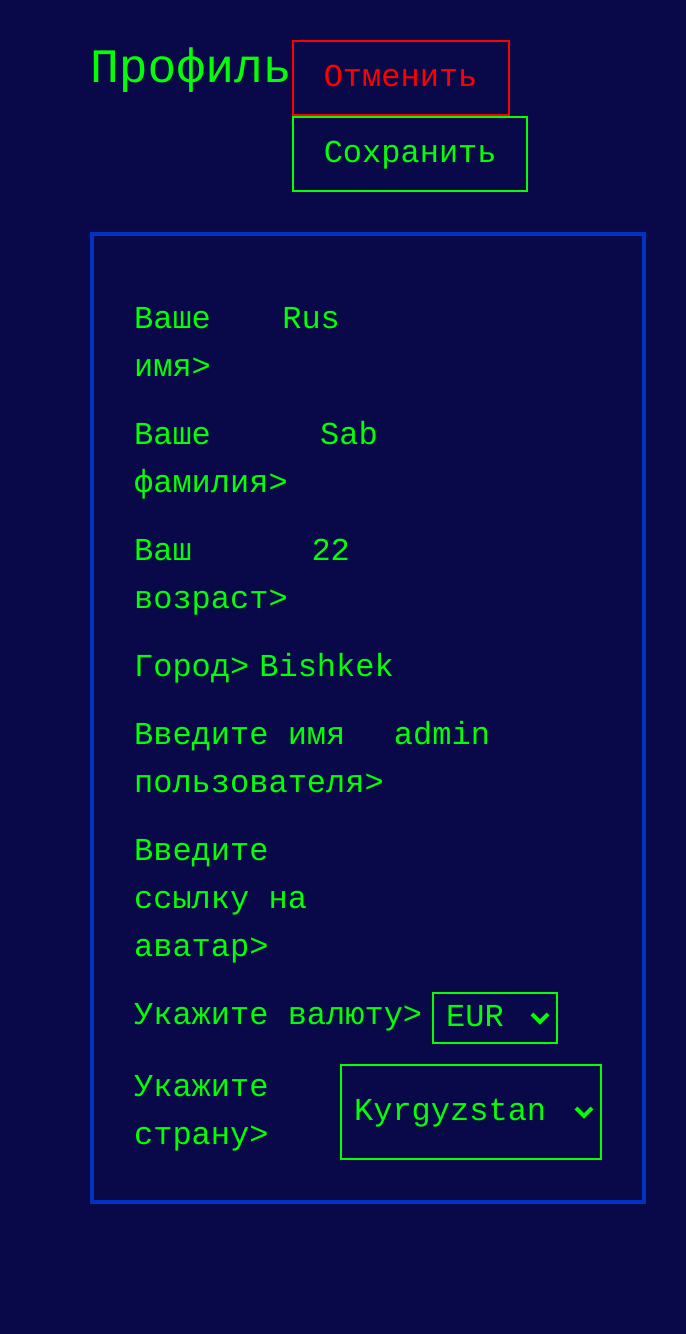 Профиль Отменить
Сохранить
Ваше Rus
имя>
Ваше Sab
фамилия>
Ваш 22
возраст>
Город> Bishkek
Введите имя admin
пользователя>
Введите
ссылку на
аватар>
Укажите валюту> EUR
Укажите Kyrgyzstan
страну>